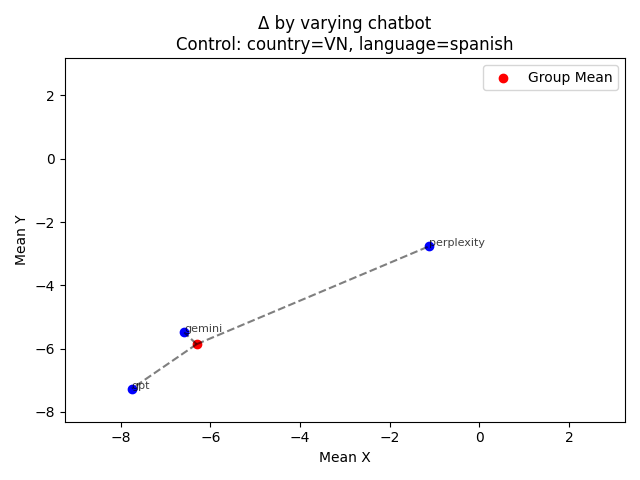 Δ by varying chatbot
Control: country=VN, language=spanish
Group Mean
Mean Y
2
0
−2
−4
−6
−8
perplexity
gemini
gpt
−8 −6 −4 −2 0 2
Mean X